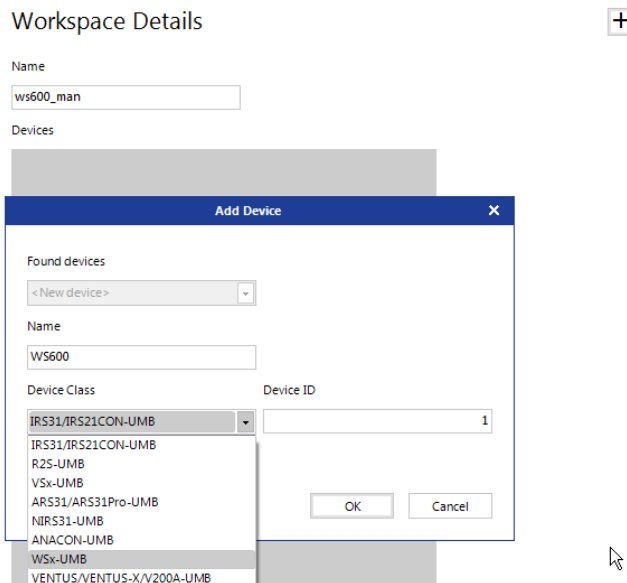 Workspace Details
+
Name
ws600_man
Devices
Add Device
×
Found devices
<New device>
Name
WS600
Device Class
Device ID
IRS31/IRS21CON-UMB
1
IRS31/IRS21CON-UMB
R2S-UMB
VSx-UMB
ARS31/ARS31Pro-UMB
NIRS31-UMB
ANACON-UMB
WSx-UMB
VENTUS/VENTUS-X/V200A-UMB
OK
Cancel